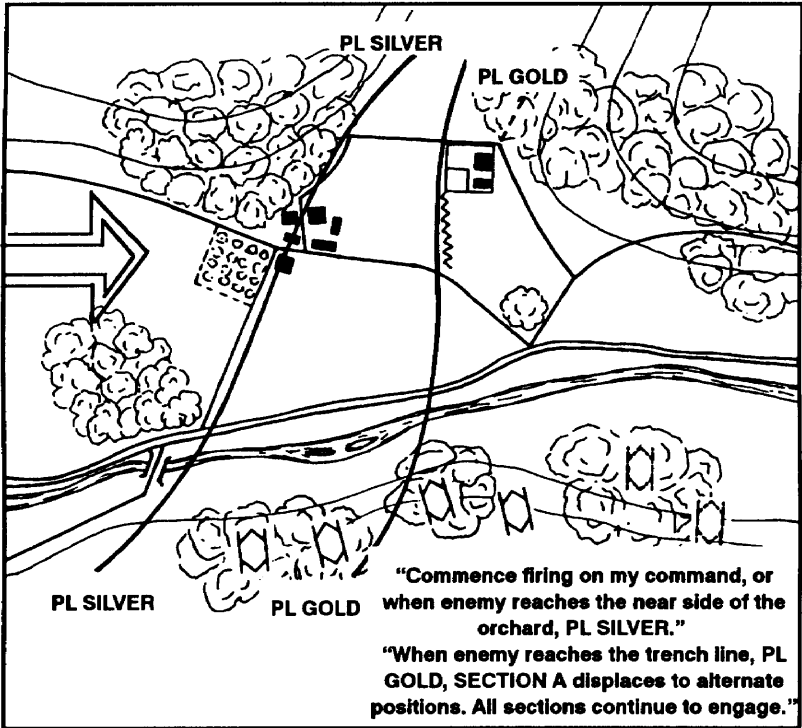 PL SILVER
PL GOLD
PL SILVER
PL GOLD
“Commence firing on my command, or
when enemy reaches the near side of the
orchard, PL SILVER.”
“When enemy reaches the trench line, PL
GOLD, SECTION A displaces to alternate
positions. All sections continue to engage.”